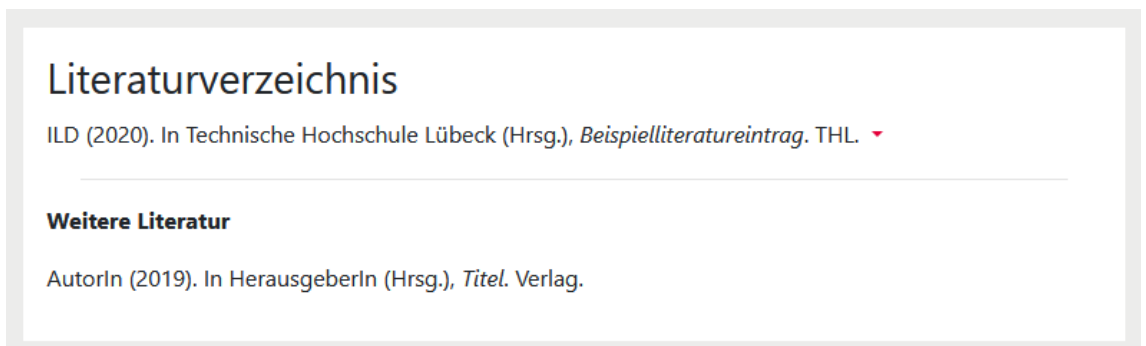 Literaturverzeichnis
ILD (2020). In Technische Hochschule Lübeck (Hrsg.), Beispielliteratureintrag. THL.
Weitere Literatur
AutorIn (2019). In HerausgeberIn (Hrsg.), Titel. Verlag.